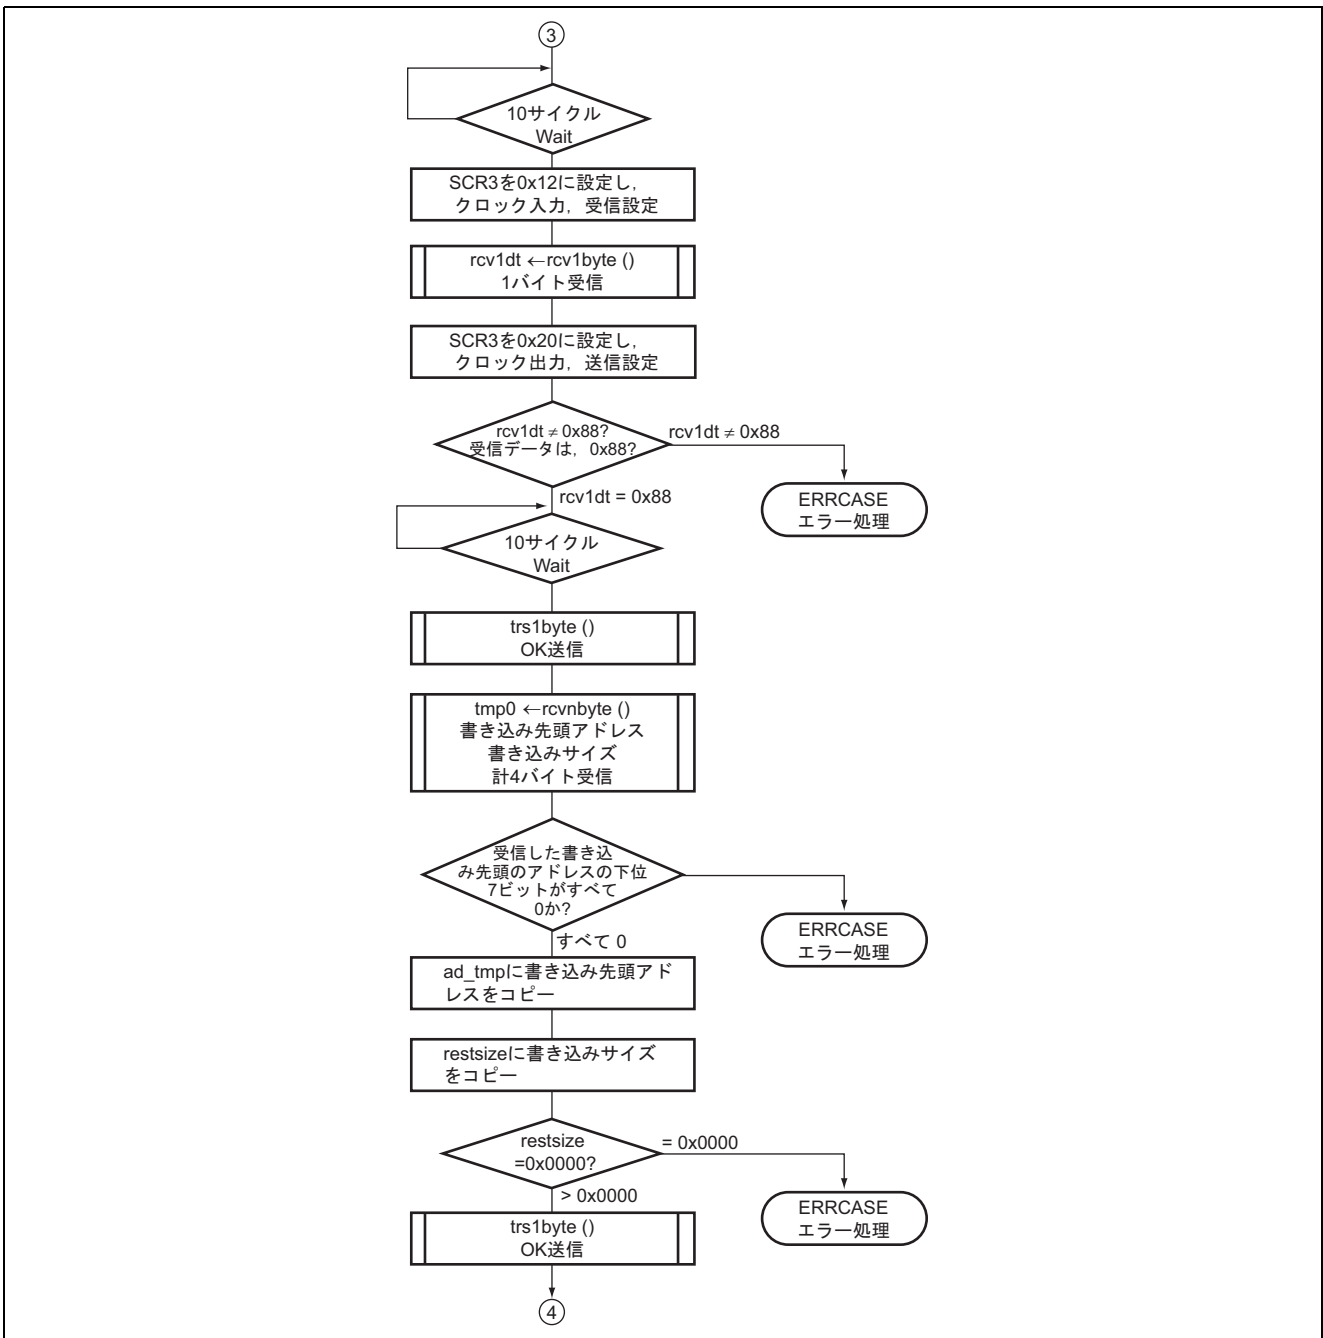 3
10サイクル
Wait
SCR3を0x12に設定し,
クロック入力, 受信設定
rcv1dt ←rcv1byte ()
1バイト受信
SCR3を0x20に設定し,
クロック出力, 送信設定
rcv1dt ≠ 0x88?
受信データは, 0x88?
rcv1dt ≠ 0x88
ERRCASE
エラー処理
rcv1dt = 0x88
10サイクル
Wait
trs1byte ()
OK送信
tmp0 ←rcvnbyte ()
書き込み先頭アドレス
書き込みサイズ
計4バイト受信
受信した書き込
み先頭のアドレスの下位
7ビットがすべて
0か?
ERRCASE
エラー処理
すべて 0
ad_tmpに書き込み先頭アド
レスをコピー
restsizeに書き込みサイズ
をコピー
restsize
=0x0000?
= 0x0000
ERRCASE
エラー処理
> 0x0000
trs1byte ()
OK送信
4